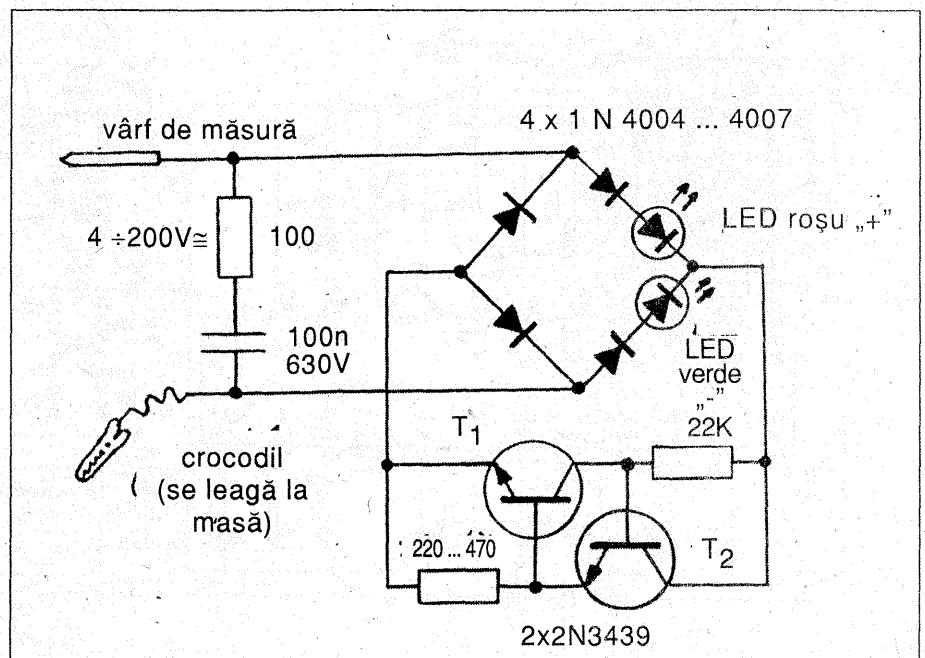 vârf de măsură
4 x 1 N 4004 ... 4007
4 ÷200V≅
100
LED roşu „+”
100n
630V
LED
verde
„-”
22K
T1
crocodil
(se leagă la
masă)
220 ... 470
T2
2x2N3439